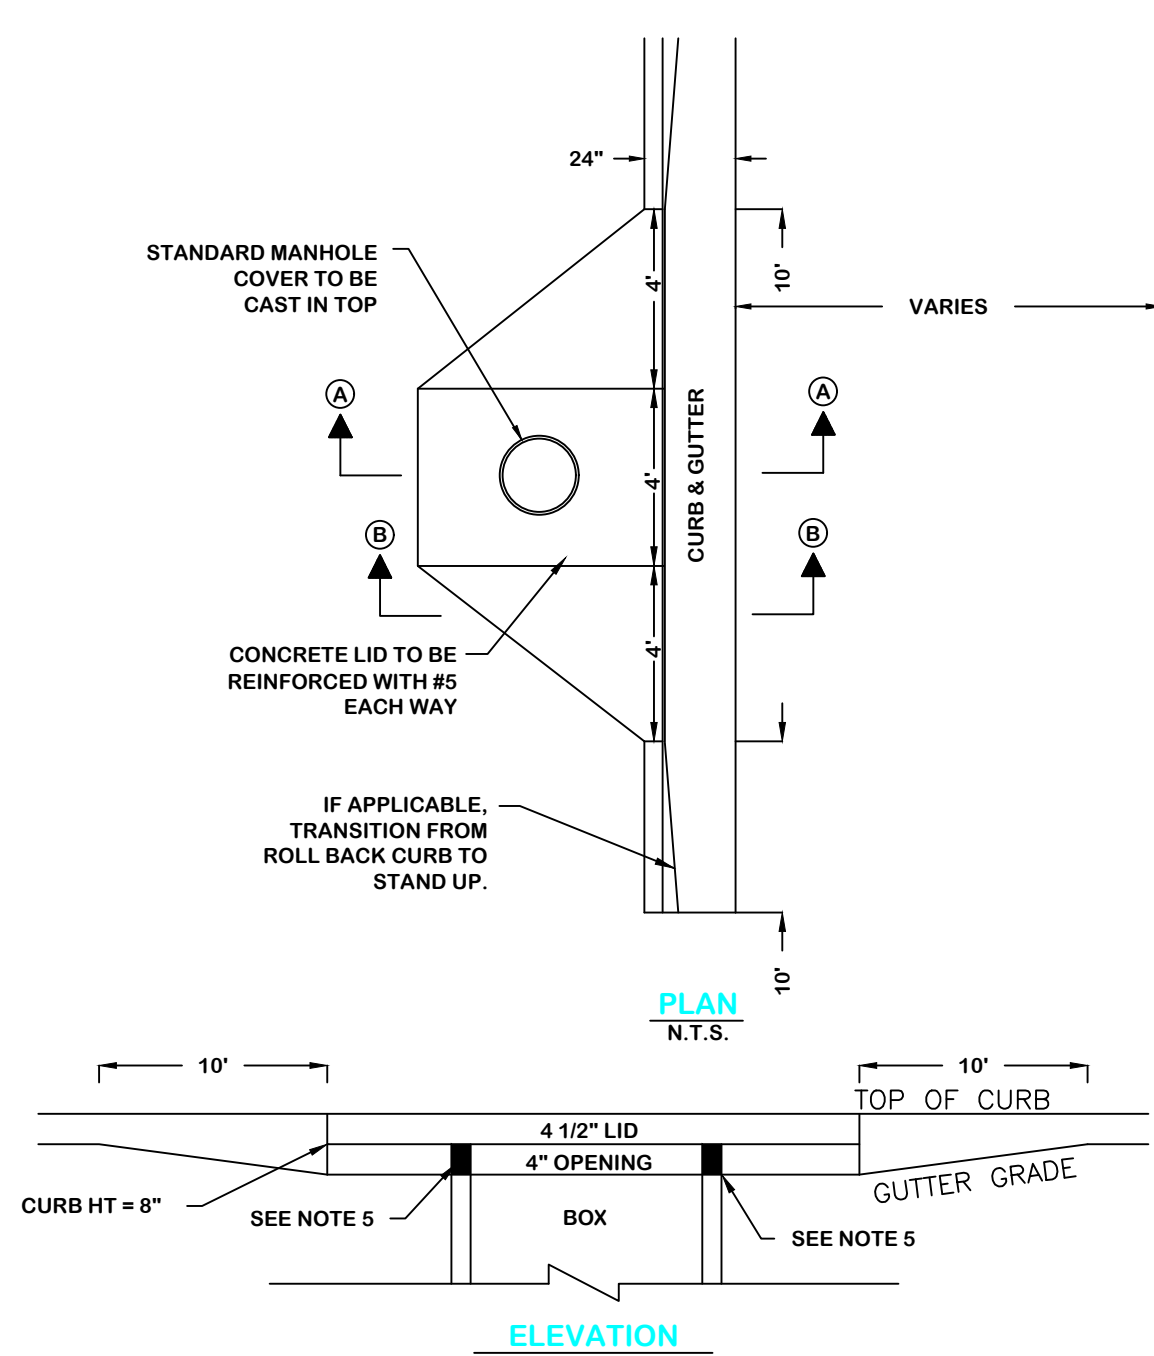 24"
STANDARD MANHOLE
COVER TO BE
CAST IN TOP
4'
10'
VARIES
A
A
4'
CURB & GUTTER
B
B
CONCRETE LID TO BE
REINFORCED WITH #5
EACH WAY
4'
IF APPLICABLE,
TRANSITION FROM
ROLL BACK CURB TO
STAND UP.
10'
PLAN
N.T.S.
10'
10'
TOP OF CURB
4 1/2" LID
4" OPENING
GUTTER GRADE
CURB HT = 8"
SEE NOTE 5
BOX
SEE NOTE 5
ELEVATION